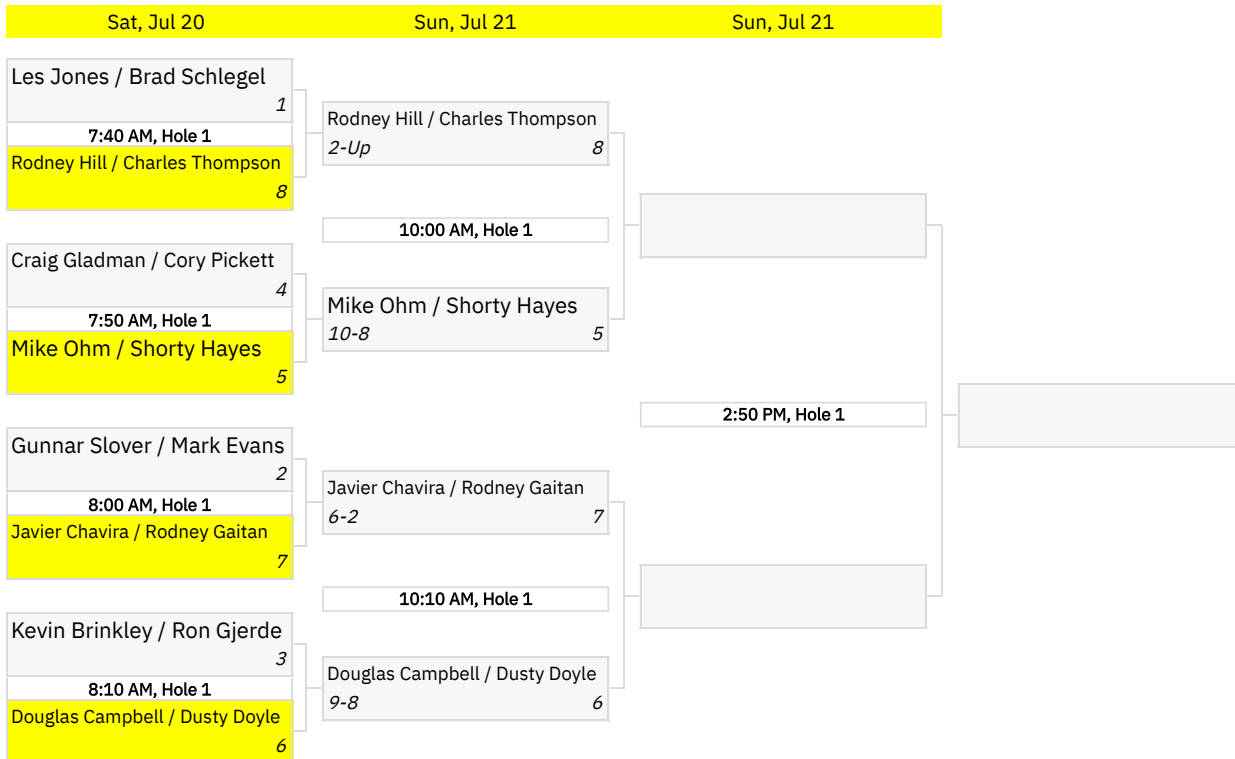 Sat, Jul 20
Sun, Jul 21
Sun, Jul 21
Les Jones / Brad Schlegel
1
7:40 AM, Hole 1
Rodney Hill / Charles Thompson
8
Craig Gladman / Cory Pickett
4
7:50 AM, Hole 1
Mike Ohm / Shorty Hayes
5
Gunnar Slover / Mark Evans
2
8:00 AM, Hole 1
Javier Chavira / Rodney Gaitan
7
Kevin Brinkley / Ron Gjerde
3
8:10 AM, Hole 1
Douglas Campbell / Dusty Doyle
6
Rodney Hill / Charles Thompson
2-Up 8
10:00 AM, Hole 1
Mike Ohm / Shorty Hayes
10-8 5
Javier Chavira / Rodney Gaitan
6-2 7
10:10 AM, Hole 1
Douglas Campbell / Dusty Doyle
9-8 6
2:50 PM, Hole 1